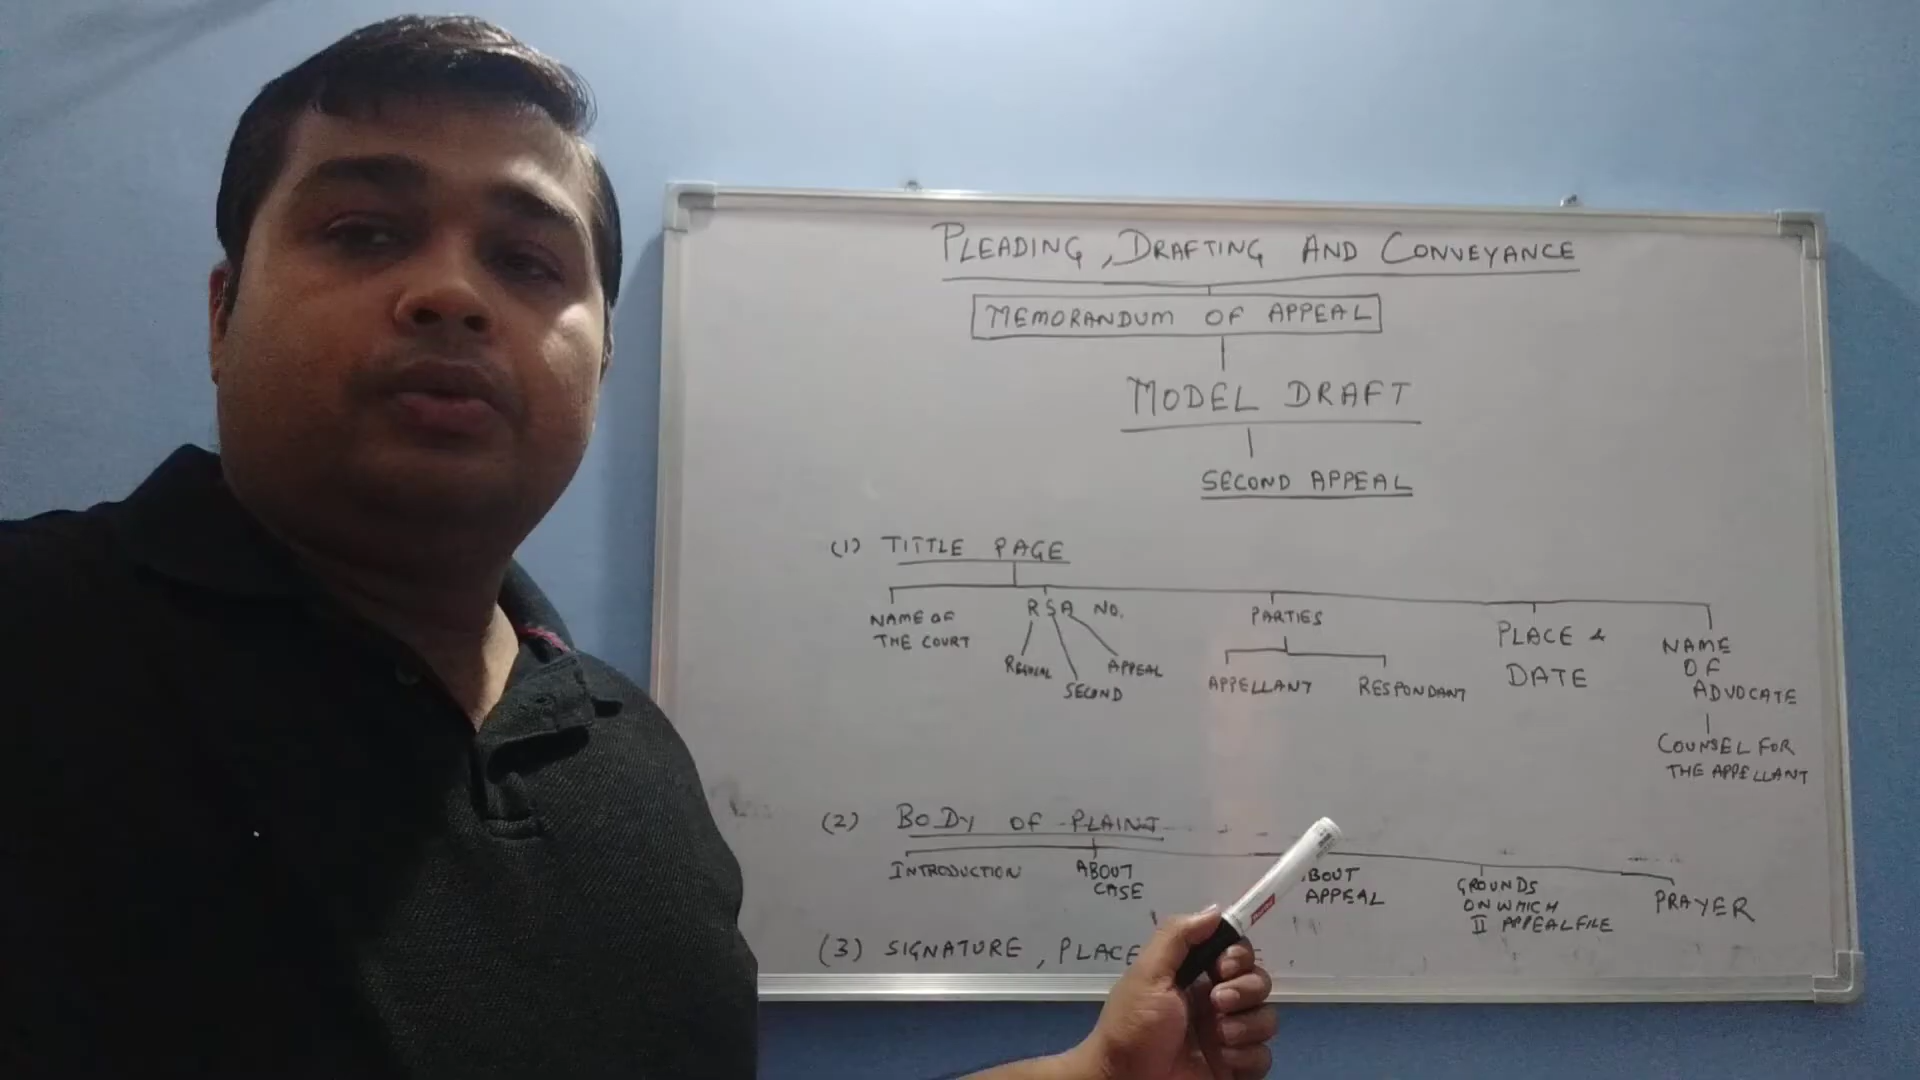 PLEADING, DRAFTING AND CONVEYANCE
MEMORANDUM OF APPEAL
MODEL DRAFT
SECOND APPEAL
(1) TITTLE PAGE
NAME OF
THE COURT
RSA NO.
REGULAL
SECOND
APPEAL
PARTIES
APPELLANT
RESPONDANT
PLACE &
DATE
NAME
OF
ADVOCATE
COUNSEL FOR
THE APPELLANT
(2) BODY OF PLAINT
INTRODUCTION
ABOUT
CASE
BOUT
APPEAL
GROUNDS
ON WHICH
II APPEAL FILE
PRAYER
(3) SIGNATURE, PLACE